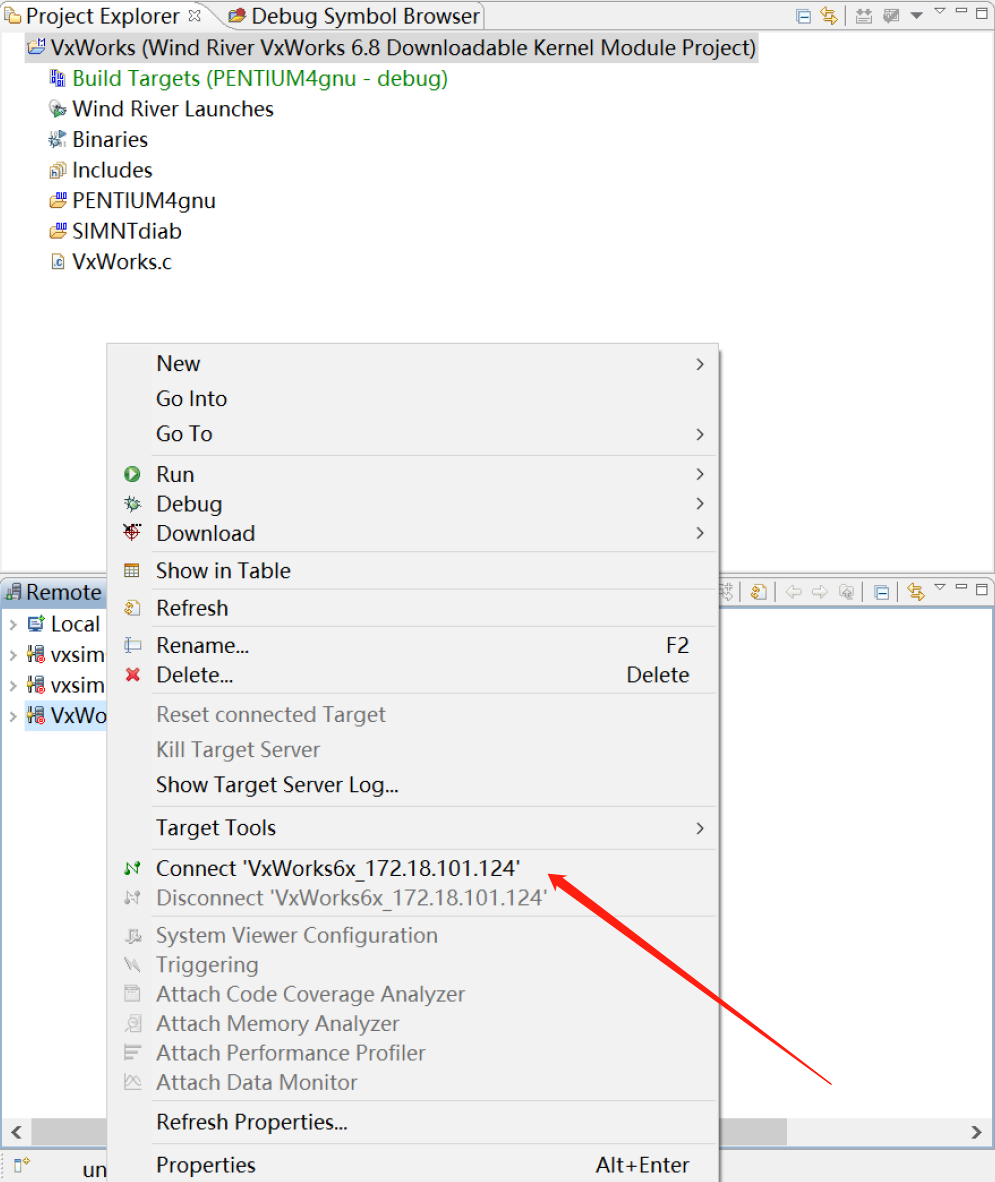 Project Explorer
Debug Symbol Browser
VxWorks (Wind River VxWorks 6.8 Downloadable Kernel Module Project)
Build Targets (PENTIUM4gnu - debug)
Wind River Launches
Binaries
Includes
PENTIUM4gnu
SIMNTdiab
VxWorks.c
New
Go Into
Go To
Run
Debug
Download
Show in Table
Refresh
Rename... F2
Delete... Delete
Reset connected Target
Kill Target Server
Show Target Server Log...
Target Tools
Connect 'VxWorks6x_172.18.101.124'
Disconnect 'VxWorks6x_172.18.101.124'
System Viewer Configuration
Triggering
Attach Code Coverage Analyzer
Attach Memory Analyzer
Attach Performance Profiler
Attach Data Monitor
Refresh Properties...
Properties Alt+Enter
Remote
Local
vxsim
vxsim
VxWo
un